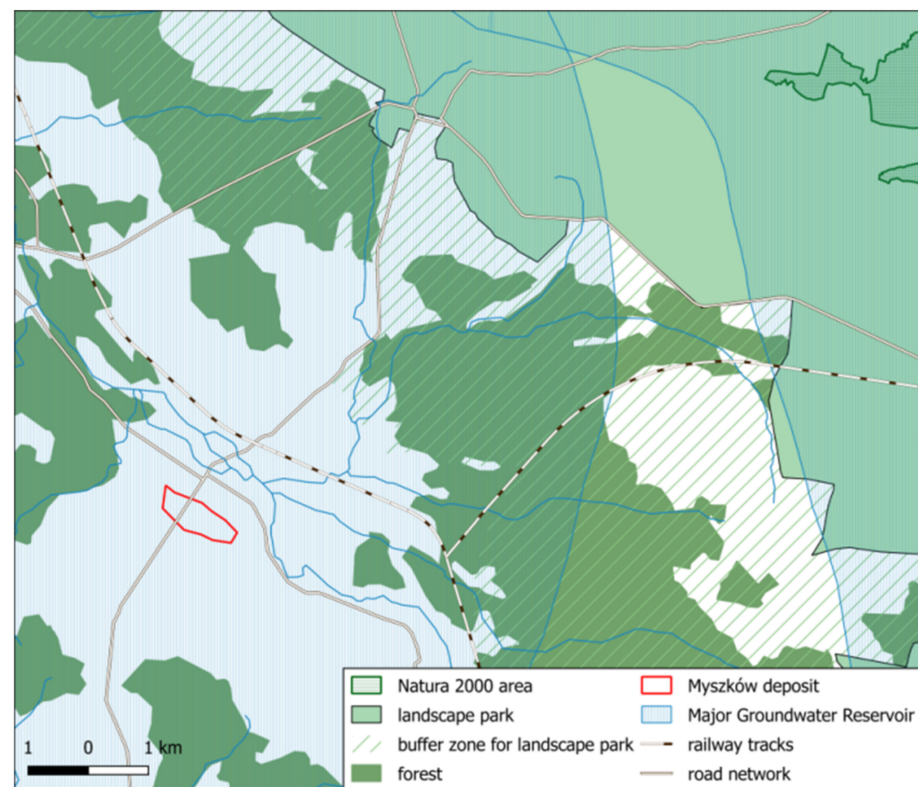 Natura 2000 area
landscape park
buffer zone for landscape park
forest
Myszków deposit
Major Groundwater Reservoir
railway tracks
road network
1 0 1 km